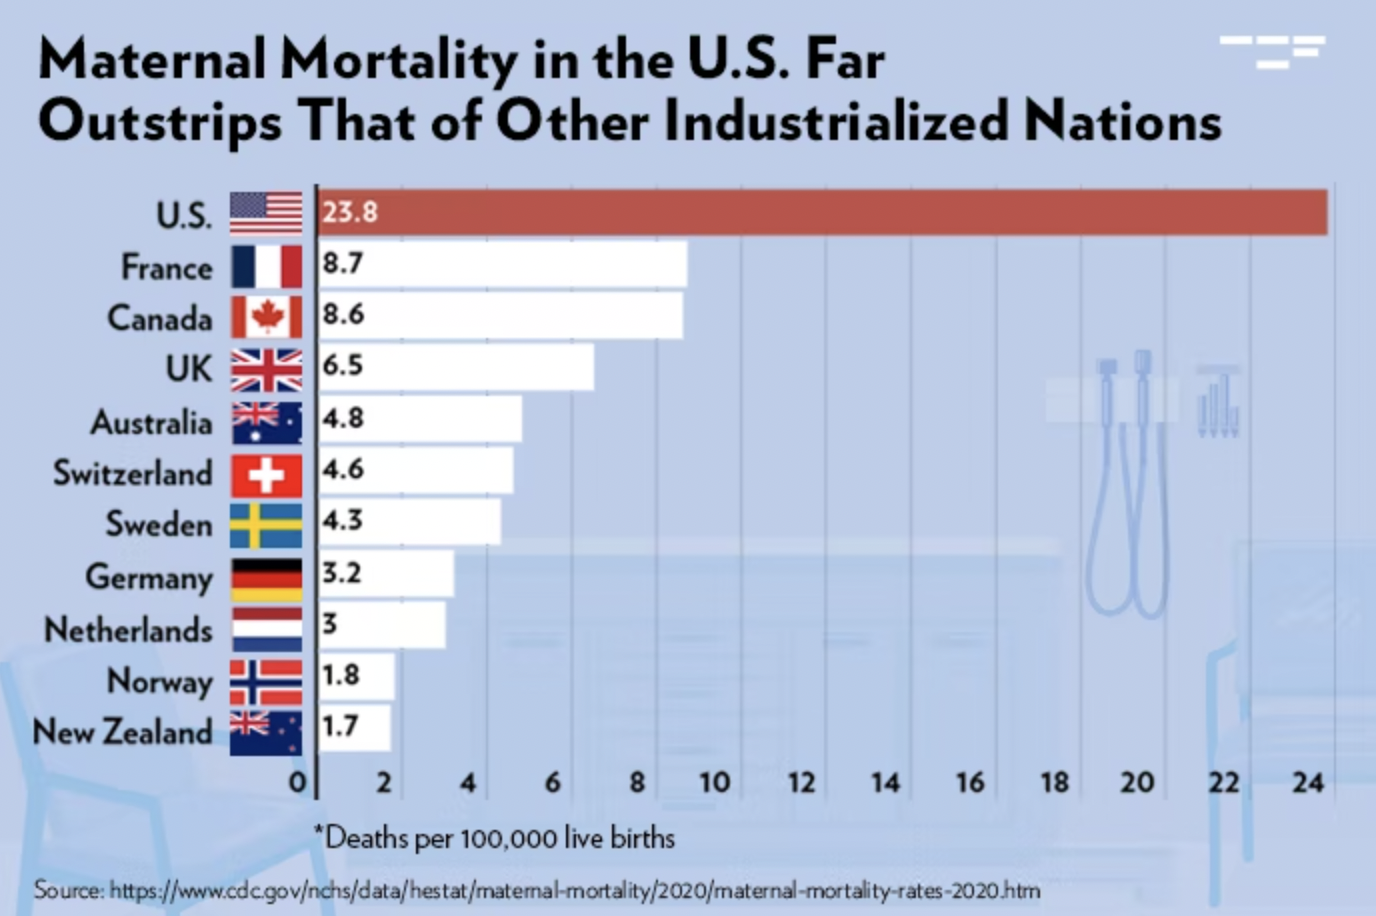 Maternal Mortality in the U.S. Far
Outstrips That of Other Industrialized Nations
U.S. 23.8
France 8.7
Canada 8.6
UK 6.5
Australia 4.8
Switzerland 4.6
Sweden 4.3
Germany 3.2
Netherlands 3
Norway 1.8
New Zealand 1.7
0 2 4 6 8 10 12 14 16 18 20 22 24
*Deaths per 100,000 live births
Source: https://www.cdc.gov/nchs/data/hestat/maternal-mortality/2020/maternal-mortality-rates-2020.htm